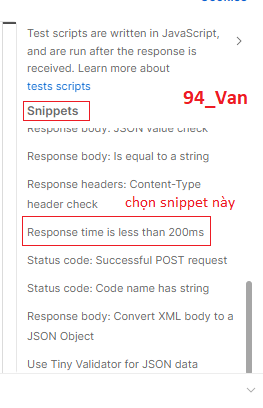 Test scripts are written in JavaScript,
and are run after the response is
received. Learn more about
tests scripts
94_Van
Snippets
Response body: JSON value check
Response body: Is equal to a string
Response headers: Content-Type
header check
chọn snippet này
Response time is less than 200ms
Status code: Successful POST request
Status code: Code name has string
Response body: Convert XML body to a
JSON Object
Use Tiny Validator for JSON data